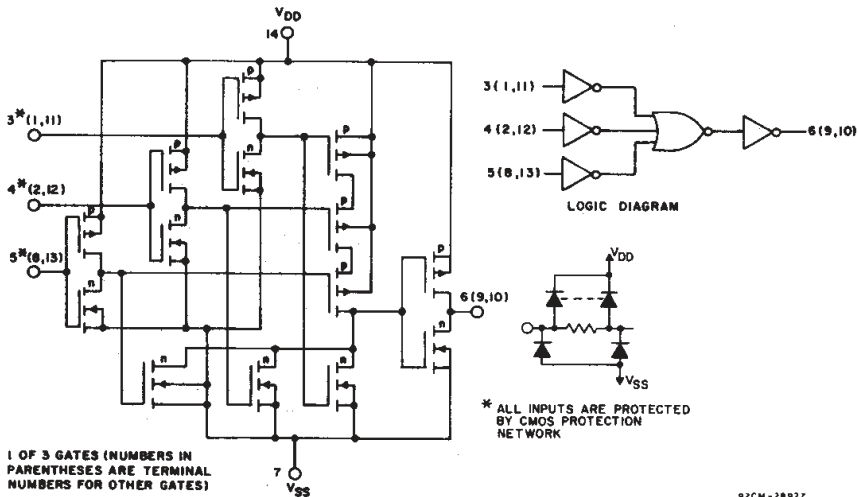 VDD
14
p
p
p
n
n
p
n
p
p
p
p
n
n
n
n
3*(1,11)
4*(2,12)
5*(8,13)
6(9,10)
7
VSS
1 OF 3 GATES (NUMBERS IN
PARENTHESES ARE TERMINAL
NUMBERS FOR OTHER GATES)
3(1,11)
4(2,12)
5(8,13)
6(9,10)
LOGIC DIAGRAM
VDD
VSS
* ALL INPUTS ARE PROTECTED
BY CMOS PROTECTION
NETWORK
92CM-28927